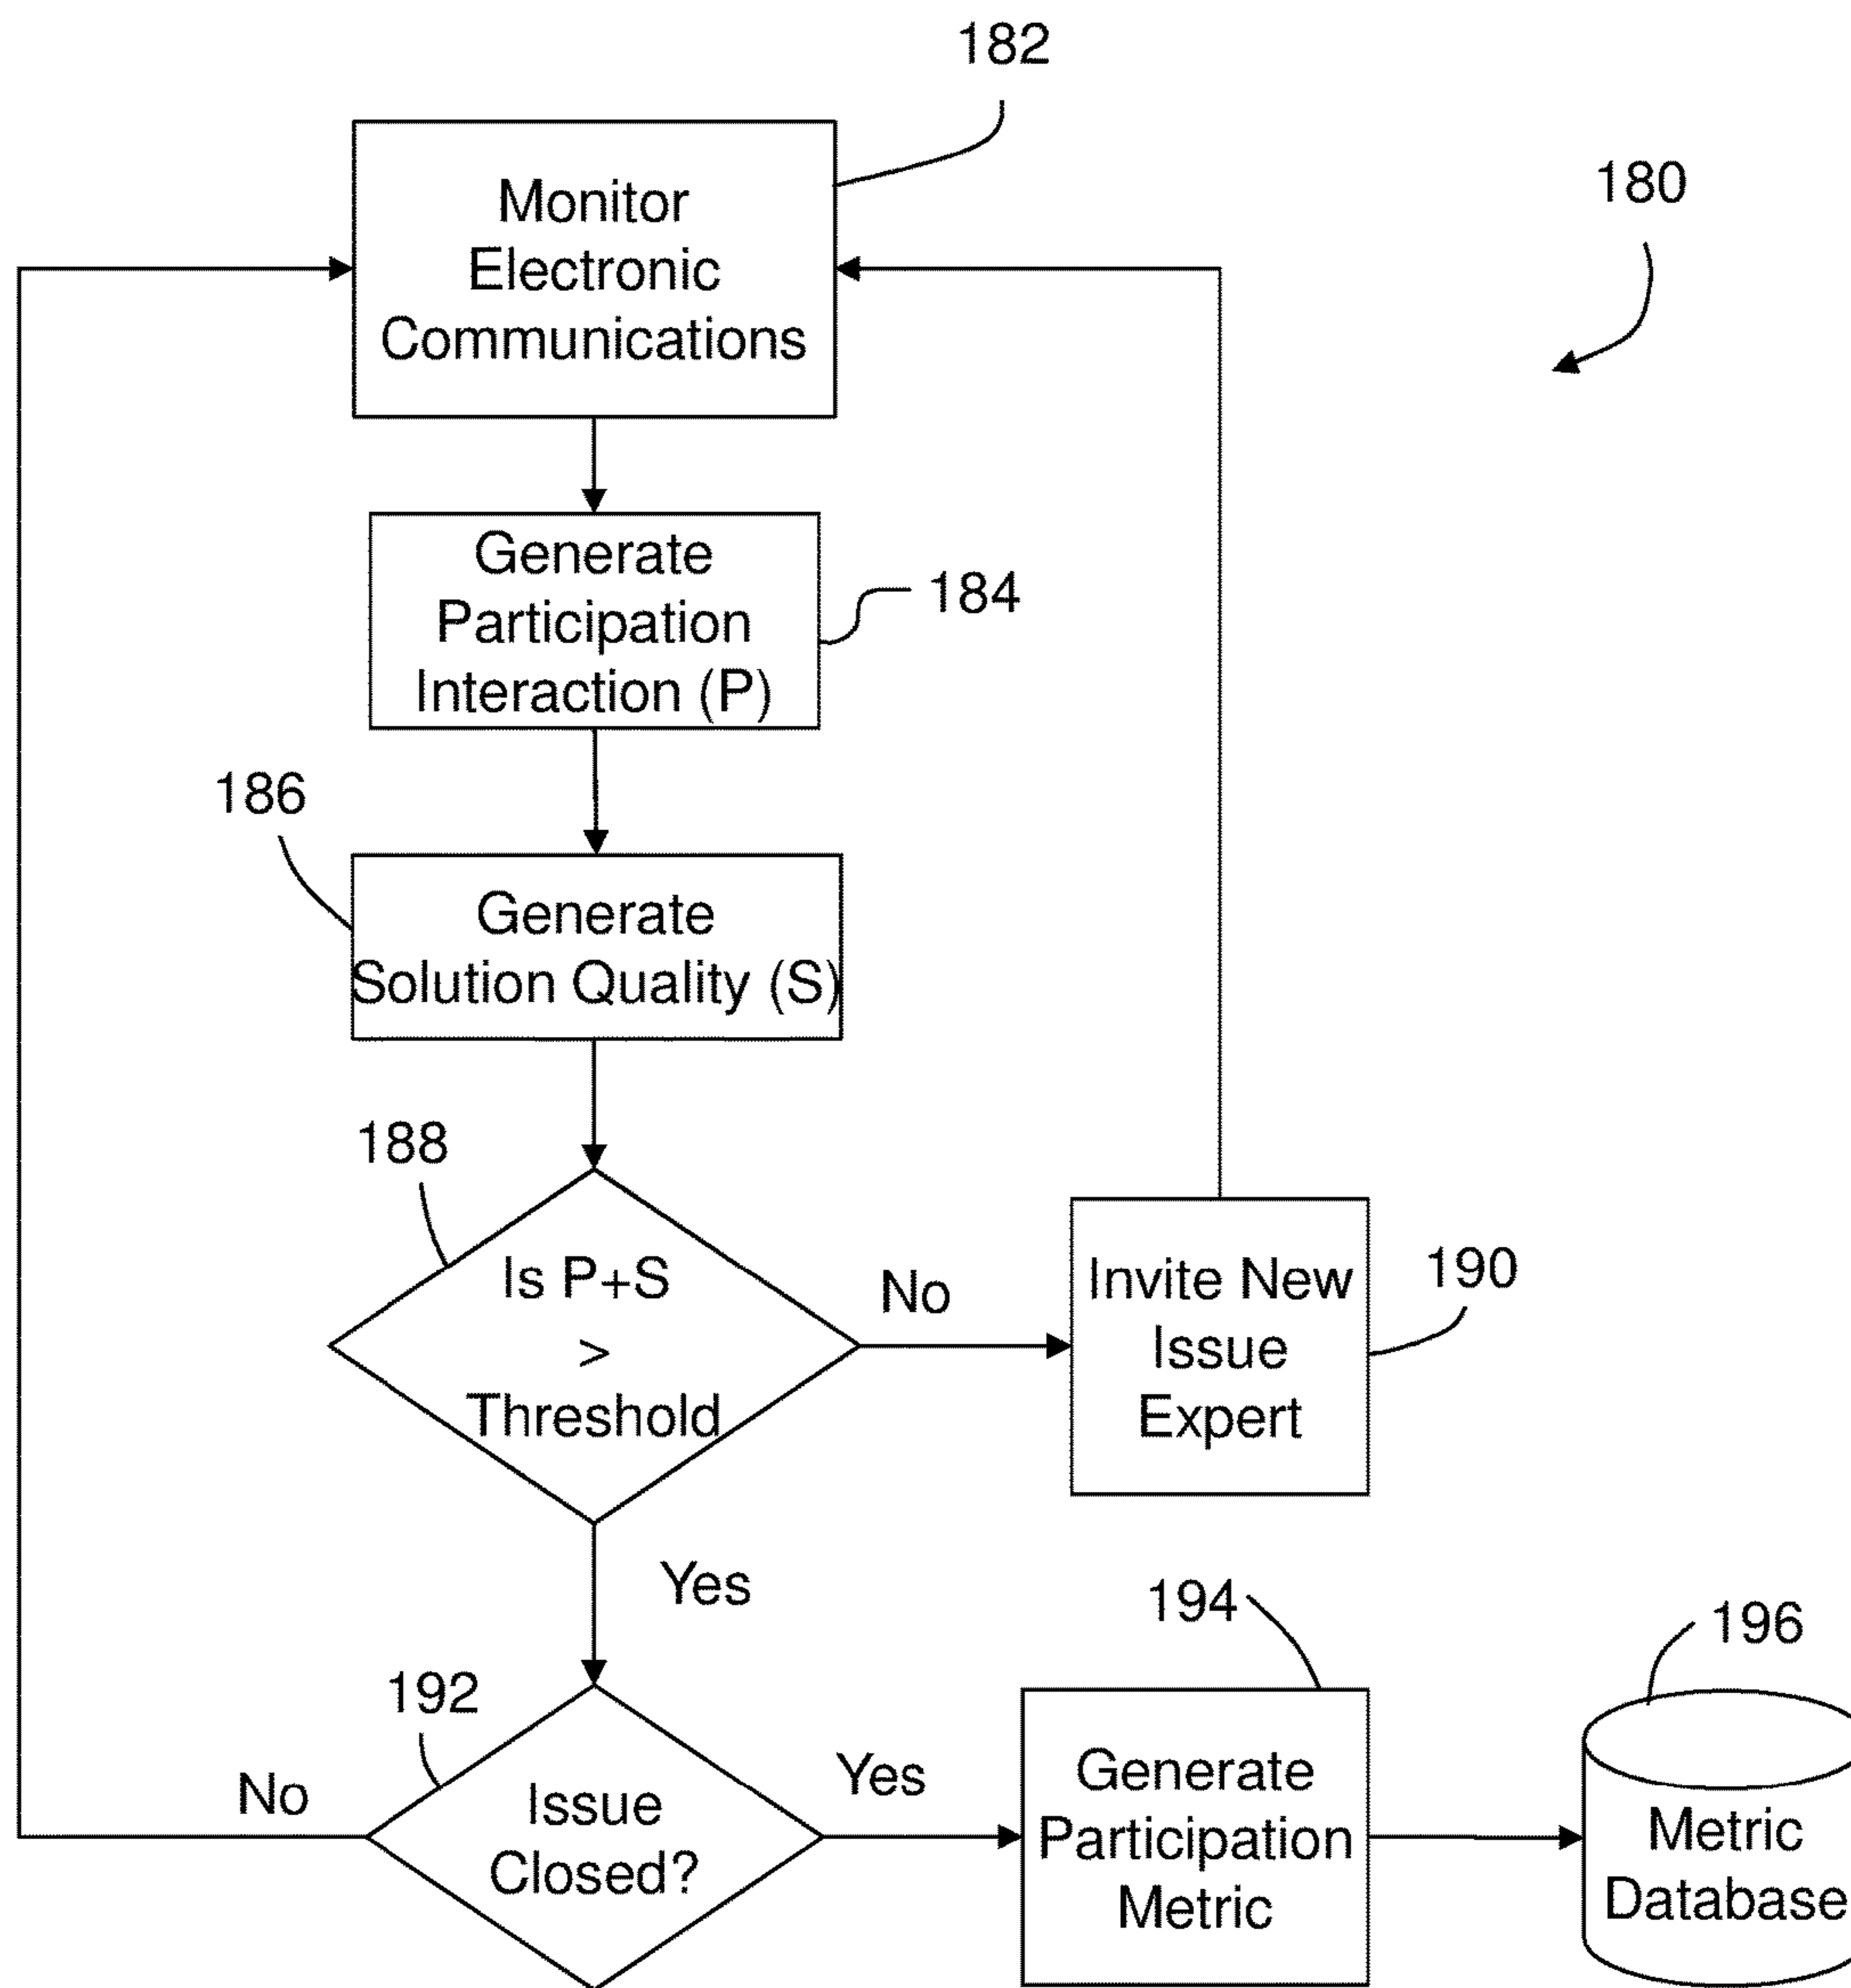 182
180
Monitor
Electronic
Communications
Generate
Participation
Interaction (P)
184
186
Generate
Solution Quality (S)
188
Is P+S
>
Threshold
No
Invite New
Issue
Expert
190
Yes
192
No
Issue
Closed?
Yes
194
Generate
Participation
Metric
196
Metric
Database